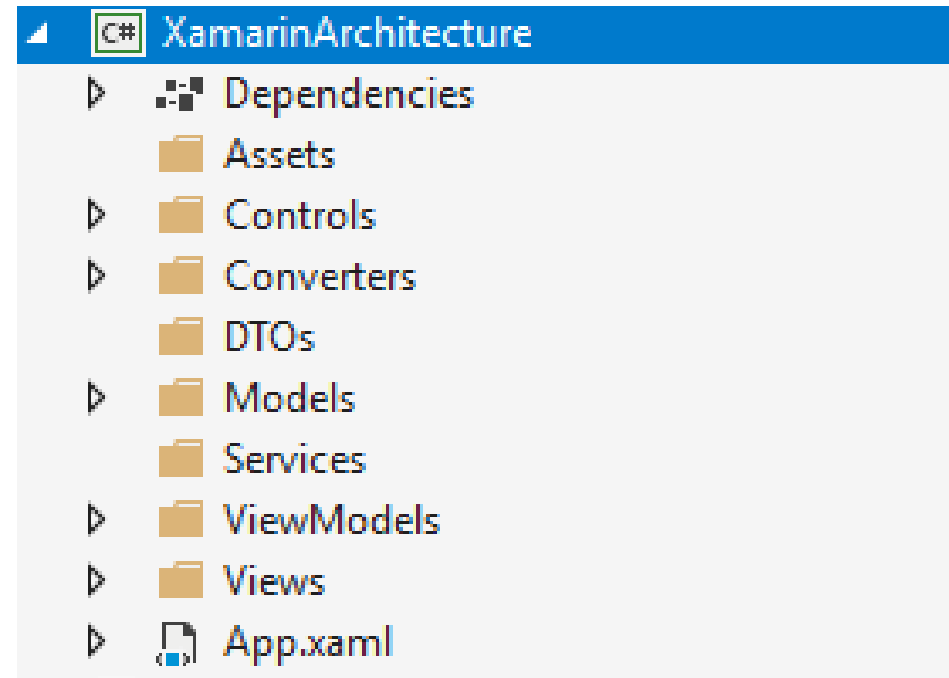 C# XamarinArchitecture
Dependencies
Assets
Controls
Converters
DTOs
Models
Services
ViewModels
Views
App.xaml